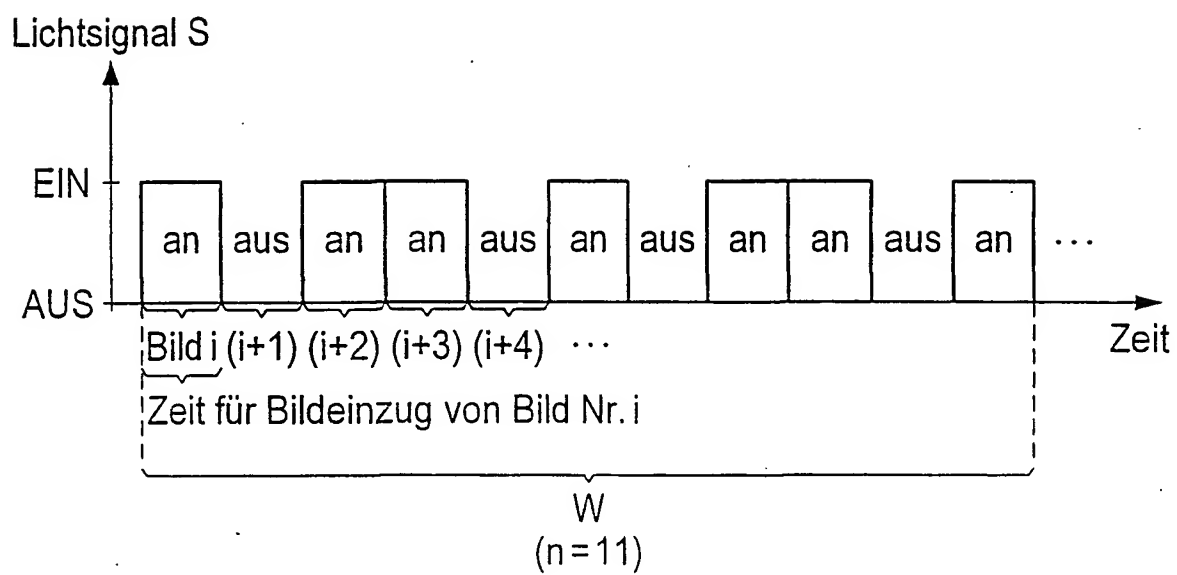 Lichtsignal S
EIN
an aus an an aus an aus an an aus an ...
AUS
Bild i (i+1) (i+2) (i+3) (i+4) ...
Zeit
Zeit für Bildeinzug von Bild Nr. i
W
(n=11)